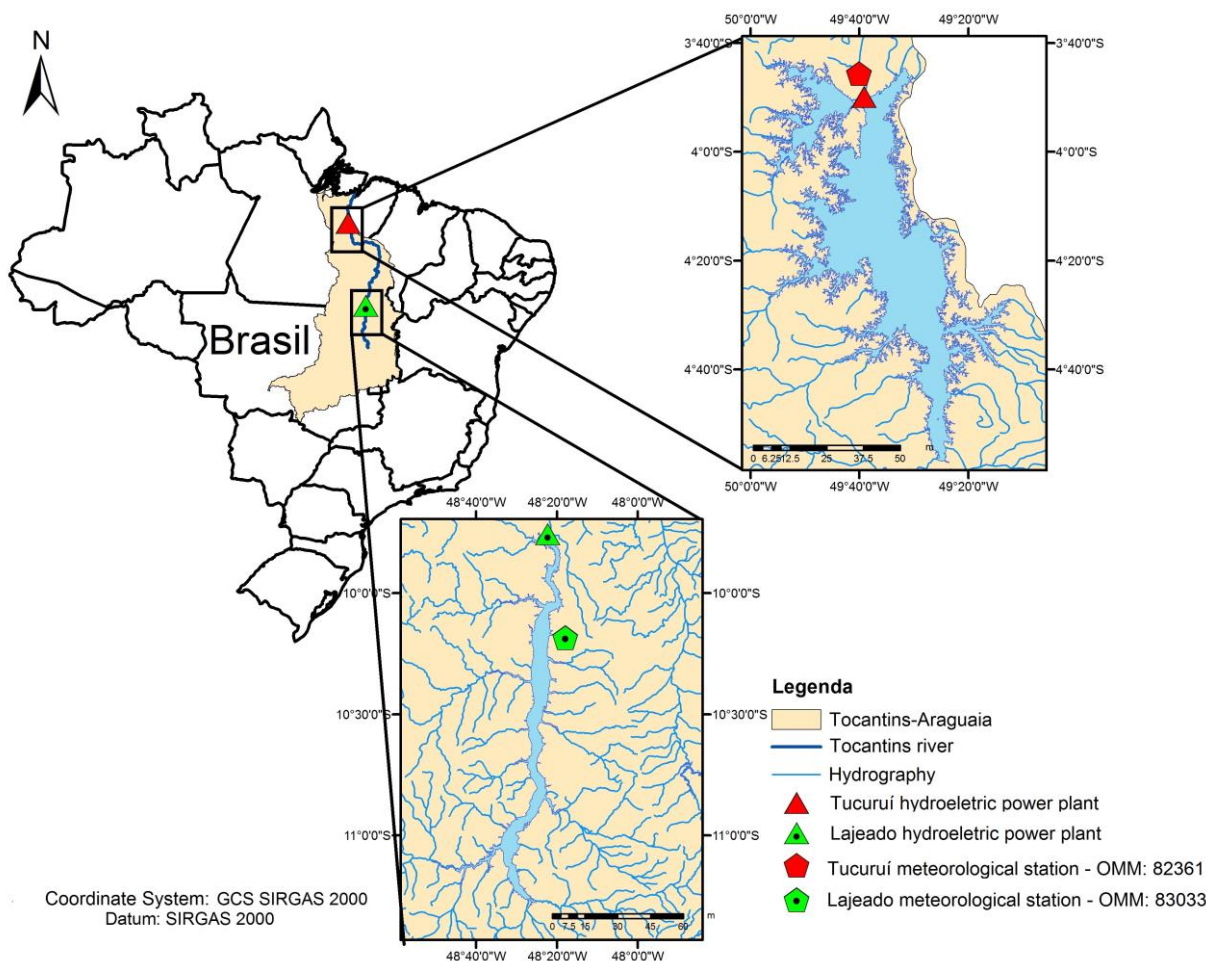 N
Brasil
50°0'0"W 49°40'0"W 49°20'0"W
3°40'0"S 3°40'0"S
4°0'0"S 4°0'0"S
4°20'0"S 4°20'0"S
4°40'0"S 4°40'0"S
0 6.25 12.5 25 37.5 50 m
50°0'0"W 49°40'0"W 49°20'0"W
48°40'0"W 48°20'0"W 48°0'0"W
10°0'0"S 10°0'0"S
10°30'0"S 10°30'0"S
11°0'0"S 11°0'0"S
0 7.5 15 30 45 60 m
48°40'0"W 48°20'0"W 48°0'0"W
Legenda
Tocantins-Araguaia
Tocantins river
Hydrography
Tucuruí hydroeletric power plant
Lajeado hydroeletric power plant
Tucuruí meteorological station - OMM: 82361
Lajeado meteorological station - OMM: 83033
Coordinate System: GCS SIRGAS 2000
Datum: SIRGAS 2000